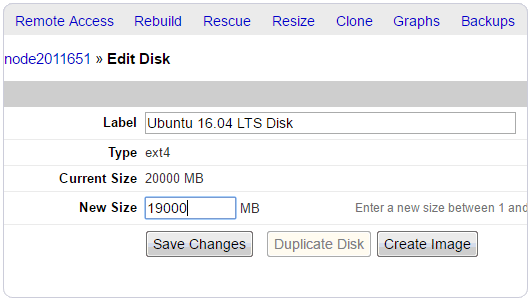 Remote Access Rebuild Rescue Resize Clone Graphs Backups
node2011651 » Edit Disk
Label Ubuntu 16.04 LTS Disk
Type ext4
Current Size 20000 MB
New Size 19000 MB Enter a new size between 1 and
Save Changes Duplicate Disk Create Image